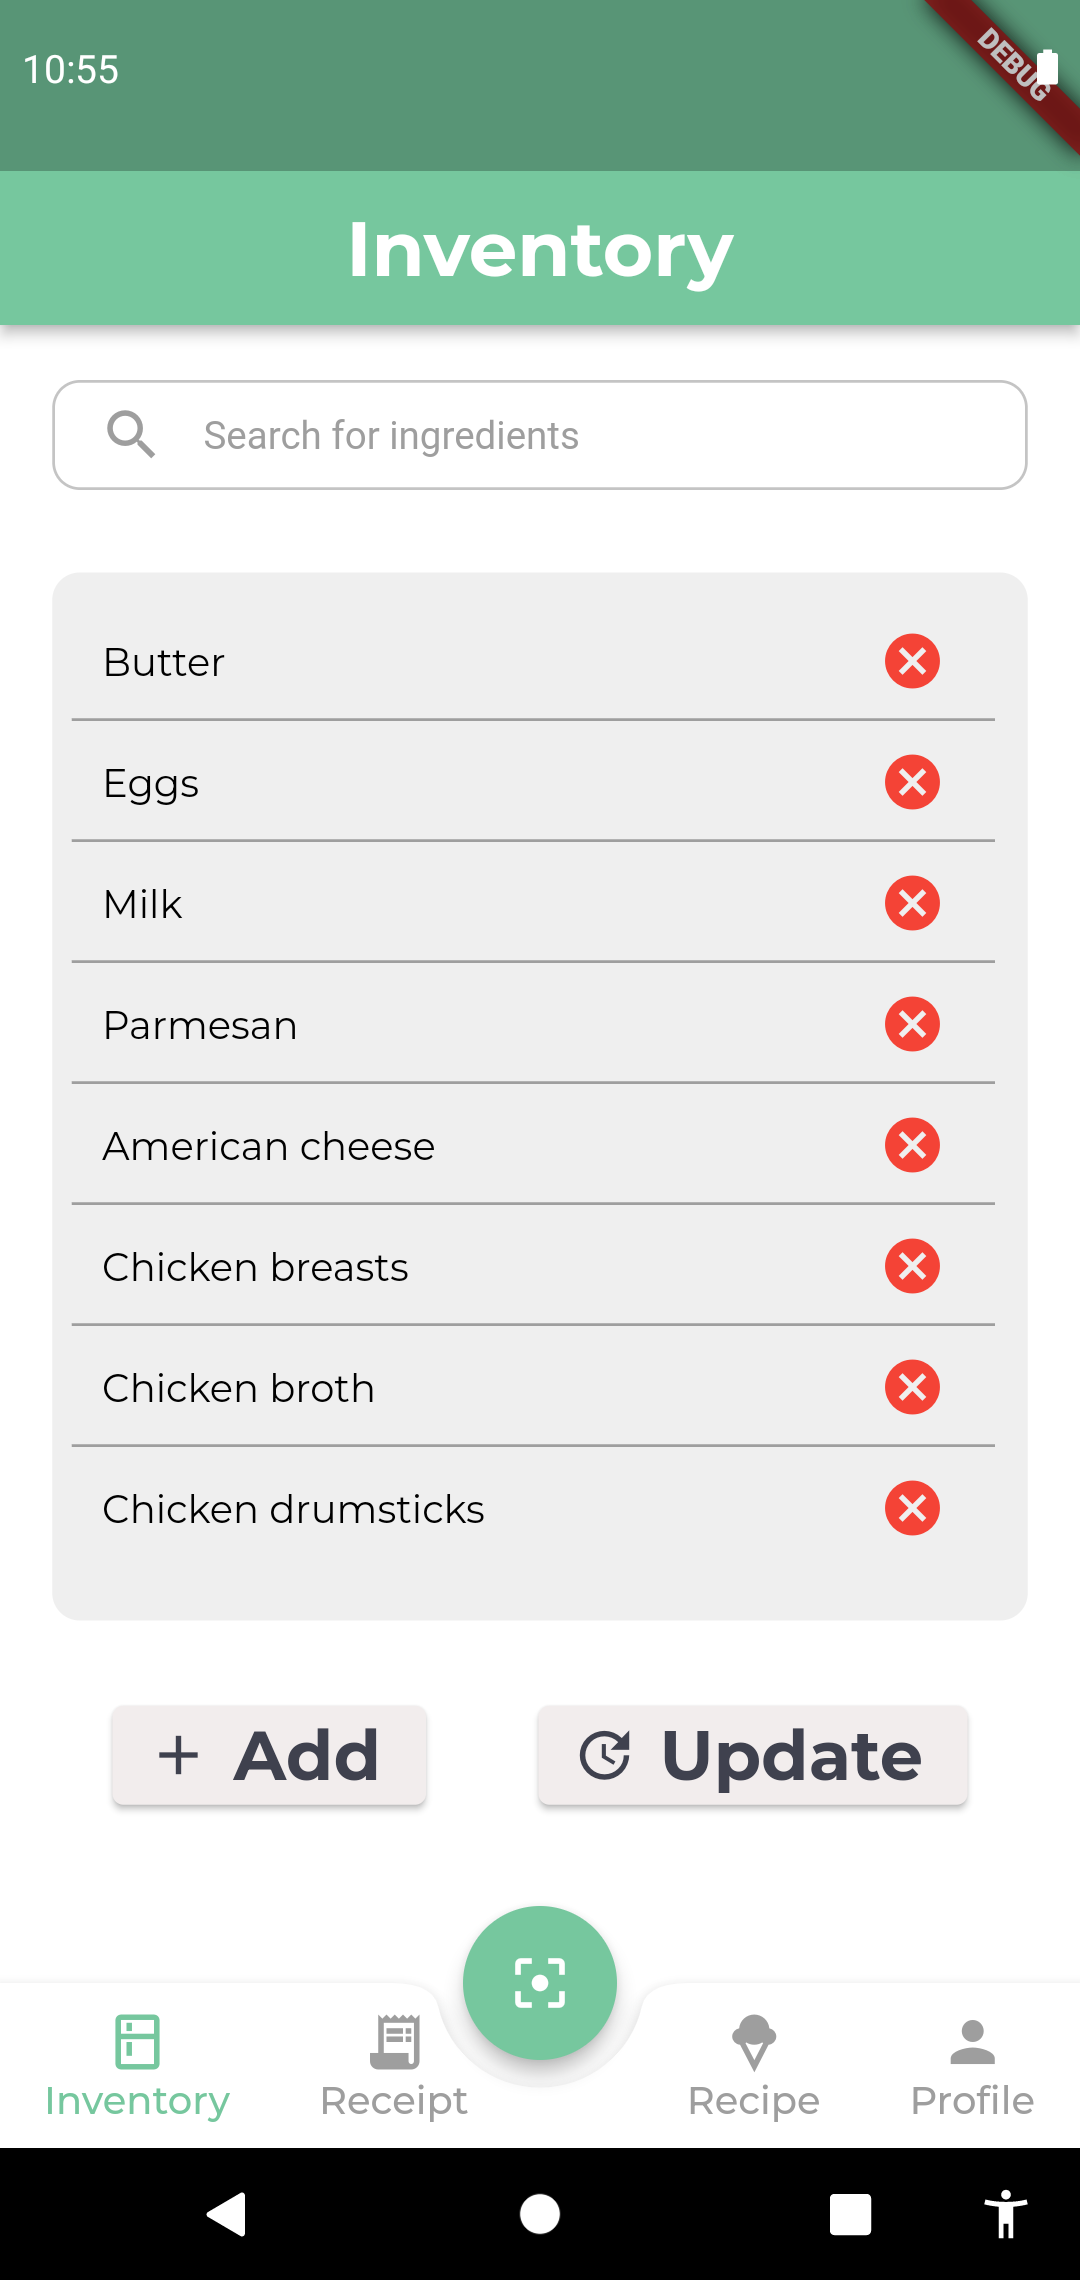 10:55
DEBUG
Inventory
Search for ingredients
Butter
Eggs
Milk
Parmesan
American cheese
Chicken breasts
Chicken broth
Chicken drumsticks
Add
Update
Inventory
Receipt
Recipe
Profile